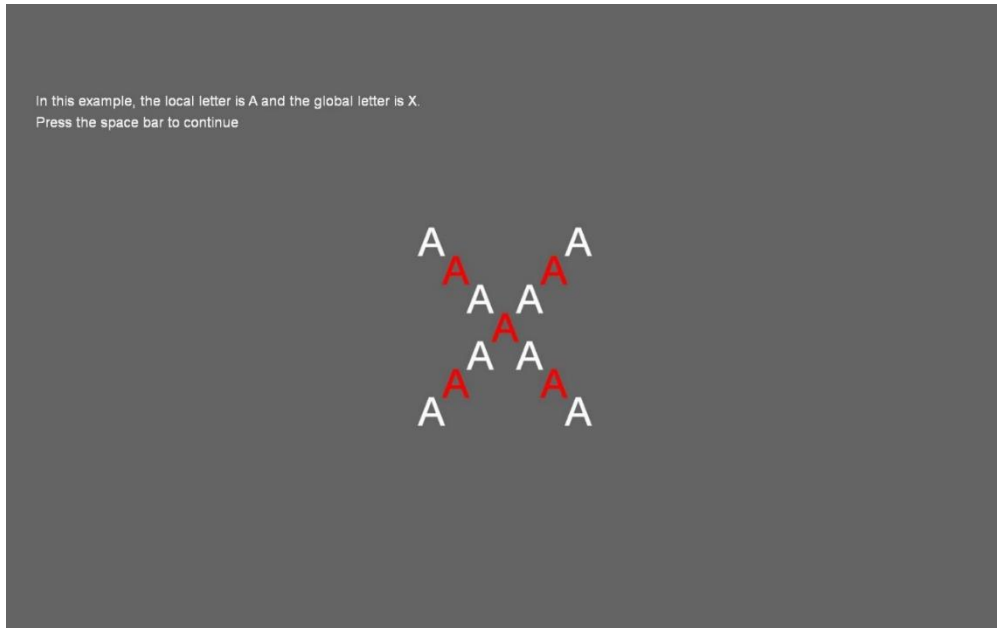 In this example, the local letter is A and the global letter is X.
Press the space bar to continue
A A
A A
A A
A
A A
A A
A A